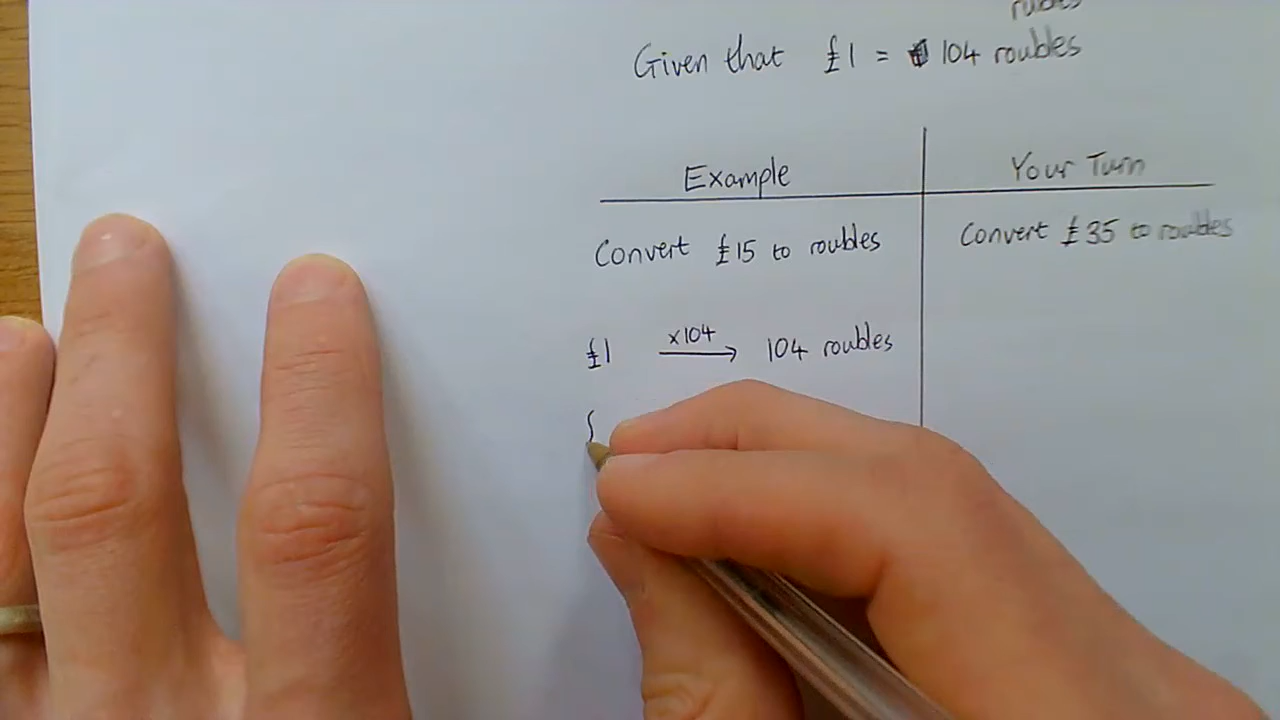 roubles
Given that £1 = 104 roubles
Example
Your Turn
Convert £15 to roubles
Convert £35 to roubles
£1 ×104 → 104 roubles